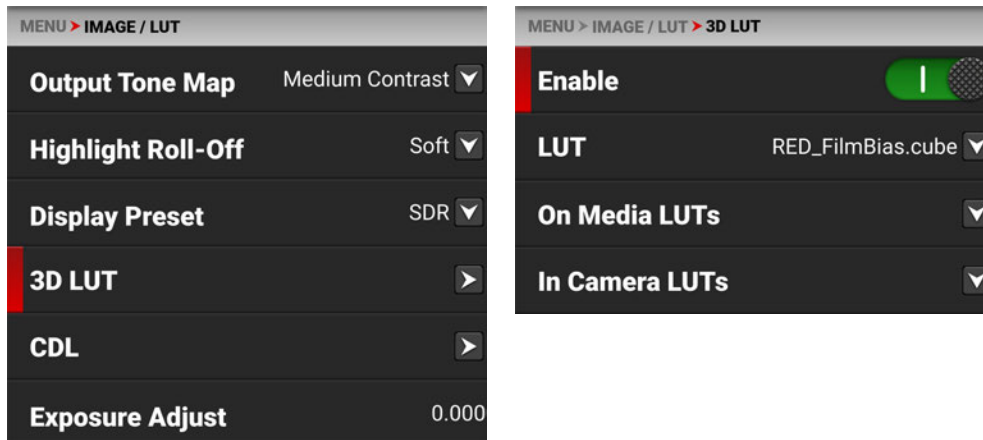 MENU > IMAGE / LUT
Output Tone Map Medium Contrast
Highlight Roll-Off Soft
Display Preset SDR
3D LUT
CDL
Exposure Adjust 0.000
MENU > IMAGE / LUT > 3D LUT
Enable
LUT RED_FilmBias.cube
On Media LUTs
In Camera LUTs